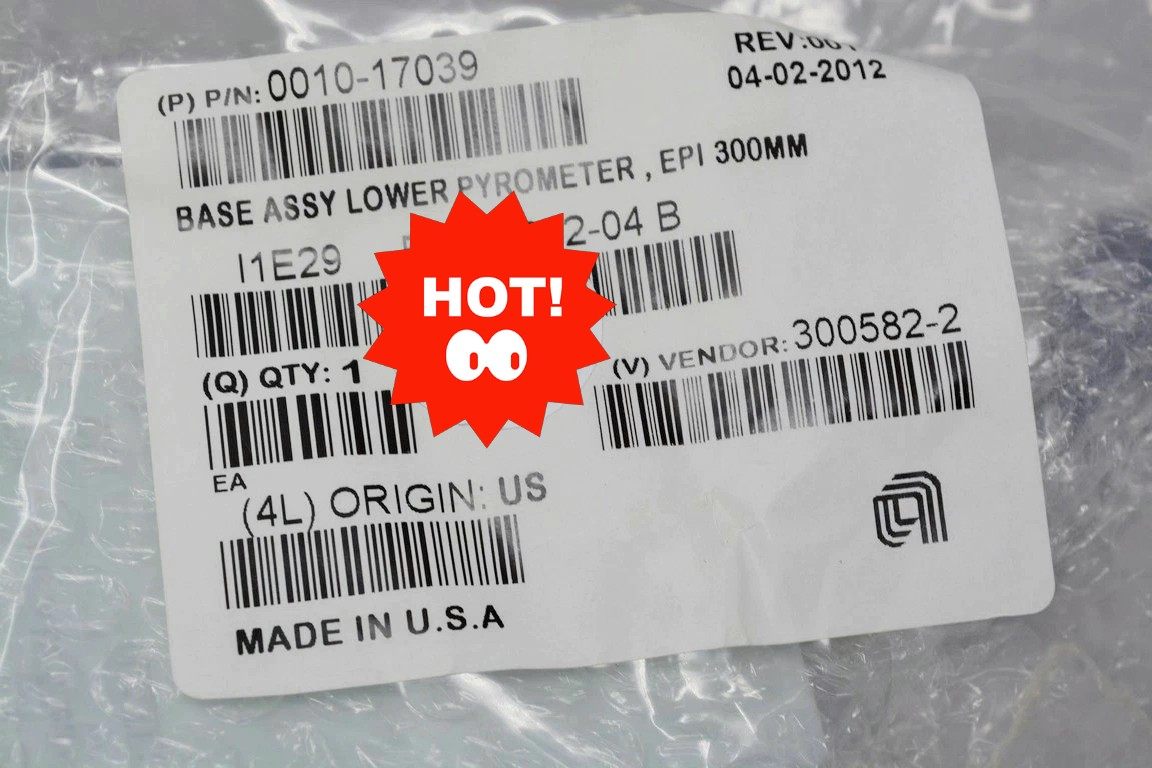 (P) P/N: 0010-17039
04-02-2012
BASE ASSY LOWER PYROMETER , EPI 300MM
I1E29
2-04 B
HOT!
(Q) QTY: 1
(V) VENDOR: 300582-2
EA
(4L) ORIGIN: US
MADE IN U.S.A